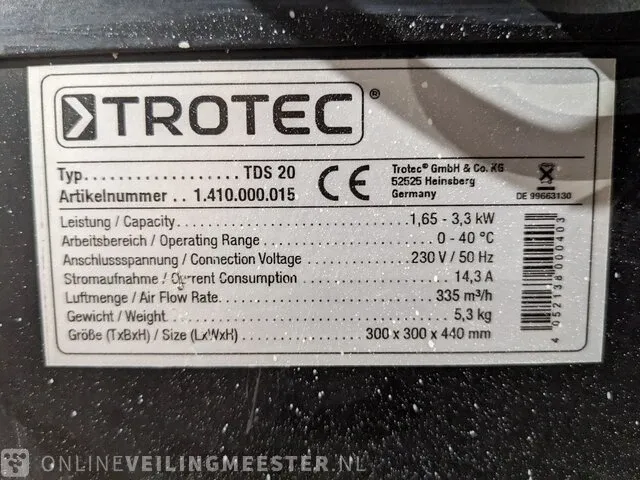 TROTEC®
Typ.................. TDS 20
Artikelnummer .. 1.410.000.015
CE
Trotec® GmbH & Co. KG
52525 Heinsberg
Germany
DE 99663130
Leistung / Capacity 1,65 - 3,3 kW
Arbeitsbereich / Operating Range 0 - 40 °C
Anschlussspannung / Connection Voltage 230 V / 50 Hz
Stromaufnahme / Current Consumption 14,3 A
Luftmenge / Air Flow Rate. 335 m³/h
Gewicht / Weight 5,3 kg
Größe (TxBxH) / Size (LxWxH) 300 x 300 x 440 mm
4 052138 000403
ONLINEVEILINGMEESTER.NL